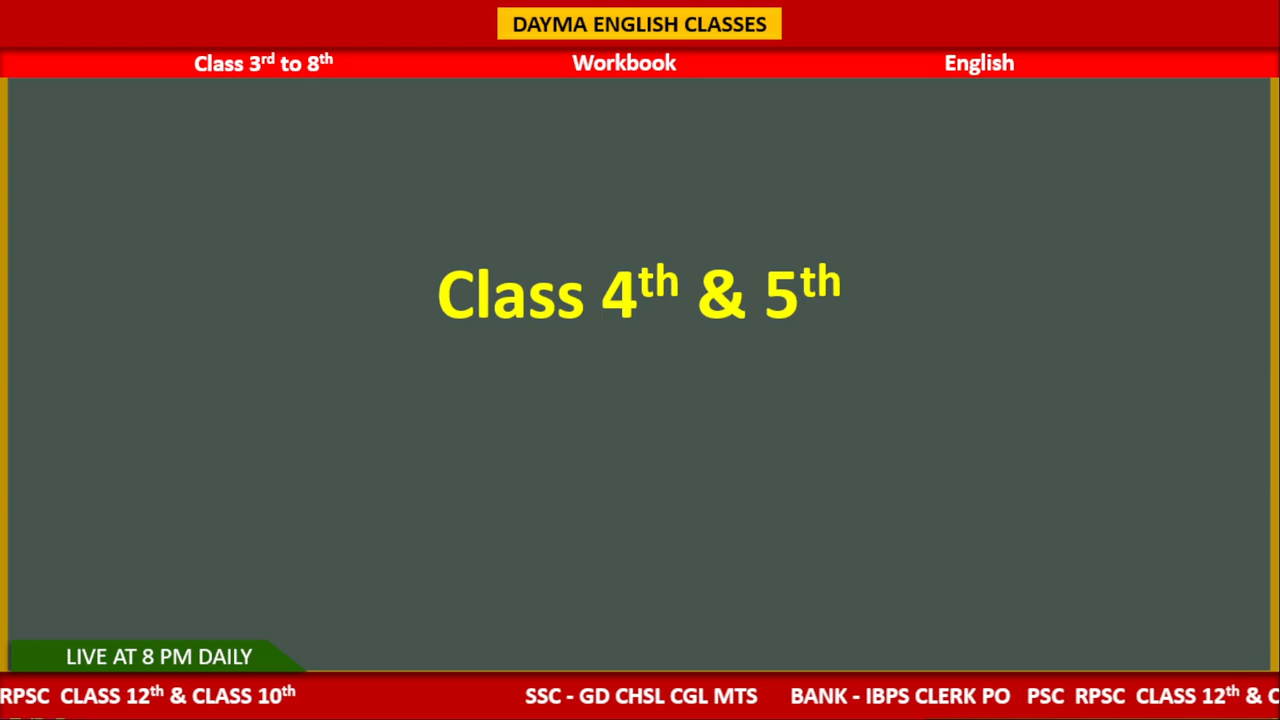 DAYMA ENGLISH CLASSES
Class 3rd to 8th Workbook English
Class 4th & 5th
LIVE AT 8 PM DAILY
RPSC CLASS 12th & CLASS 10th SSC - GD CHSL CGL MTS BANK - IBPS CLERK PO PSC RPSC CLASS 12th & C